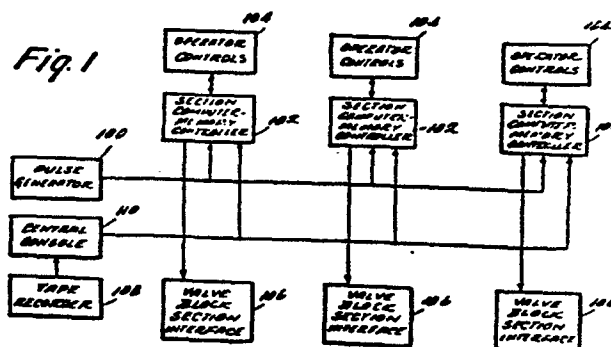 Fig. 1
104
OPERATOR
CONTROLS
104
OPERATOR
CONTROLS
104
OPERATOR
CONTROLS
SECTION
COMPUTER-
MEMORY
CONTROLLER
102
SECTION
COMPUTER-
MEMORY
CONTROLLER
102
SECTION
COMPUTER-
MEMORY
CONTROLLER
100
PULSE
GENERATOR
110
CENTRAL
CONSOLE
TAPE
RECORDER
108
VALVE
BLOCK
SECTION
INTERFACE
106
VALVE
BLOCK
SECTION
INTERFACE
106
VALVE
BLOCK
SECTION
INTERFACE